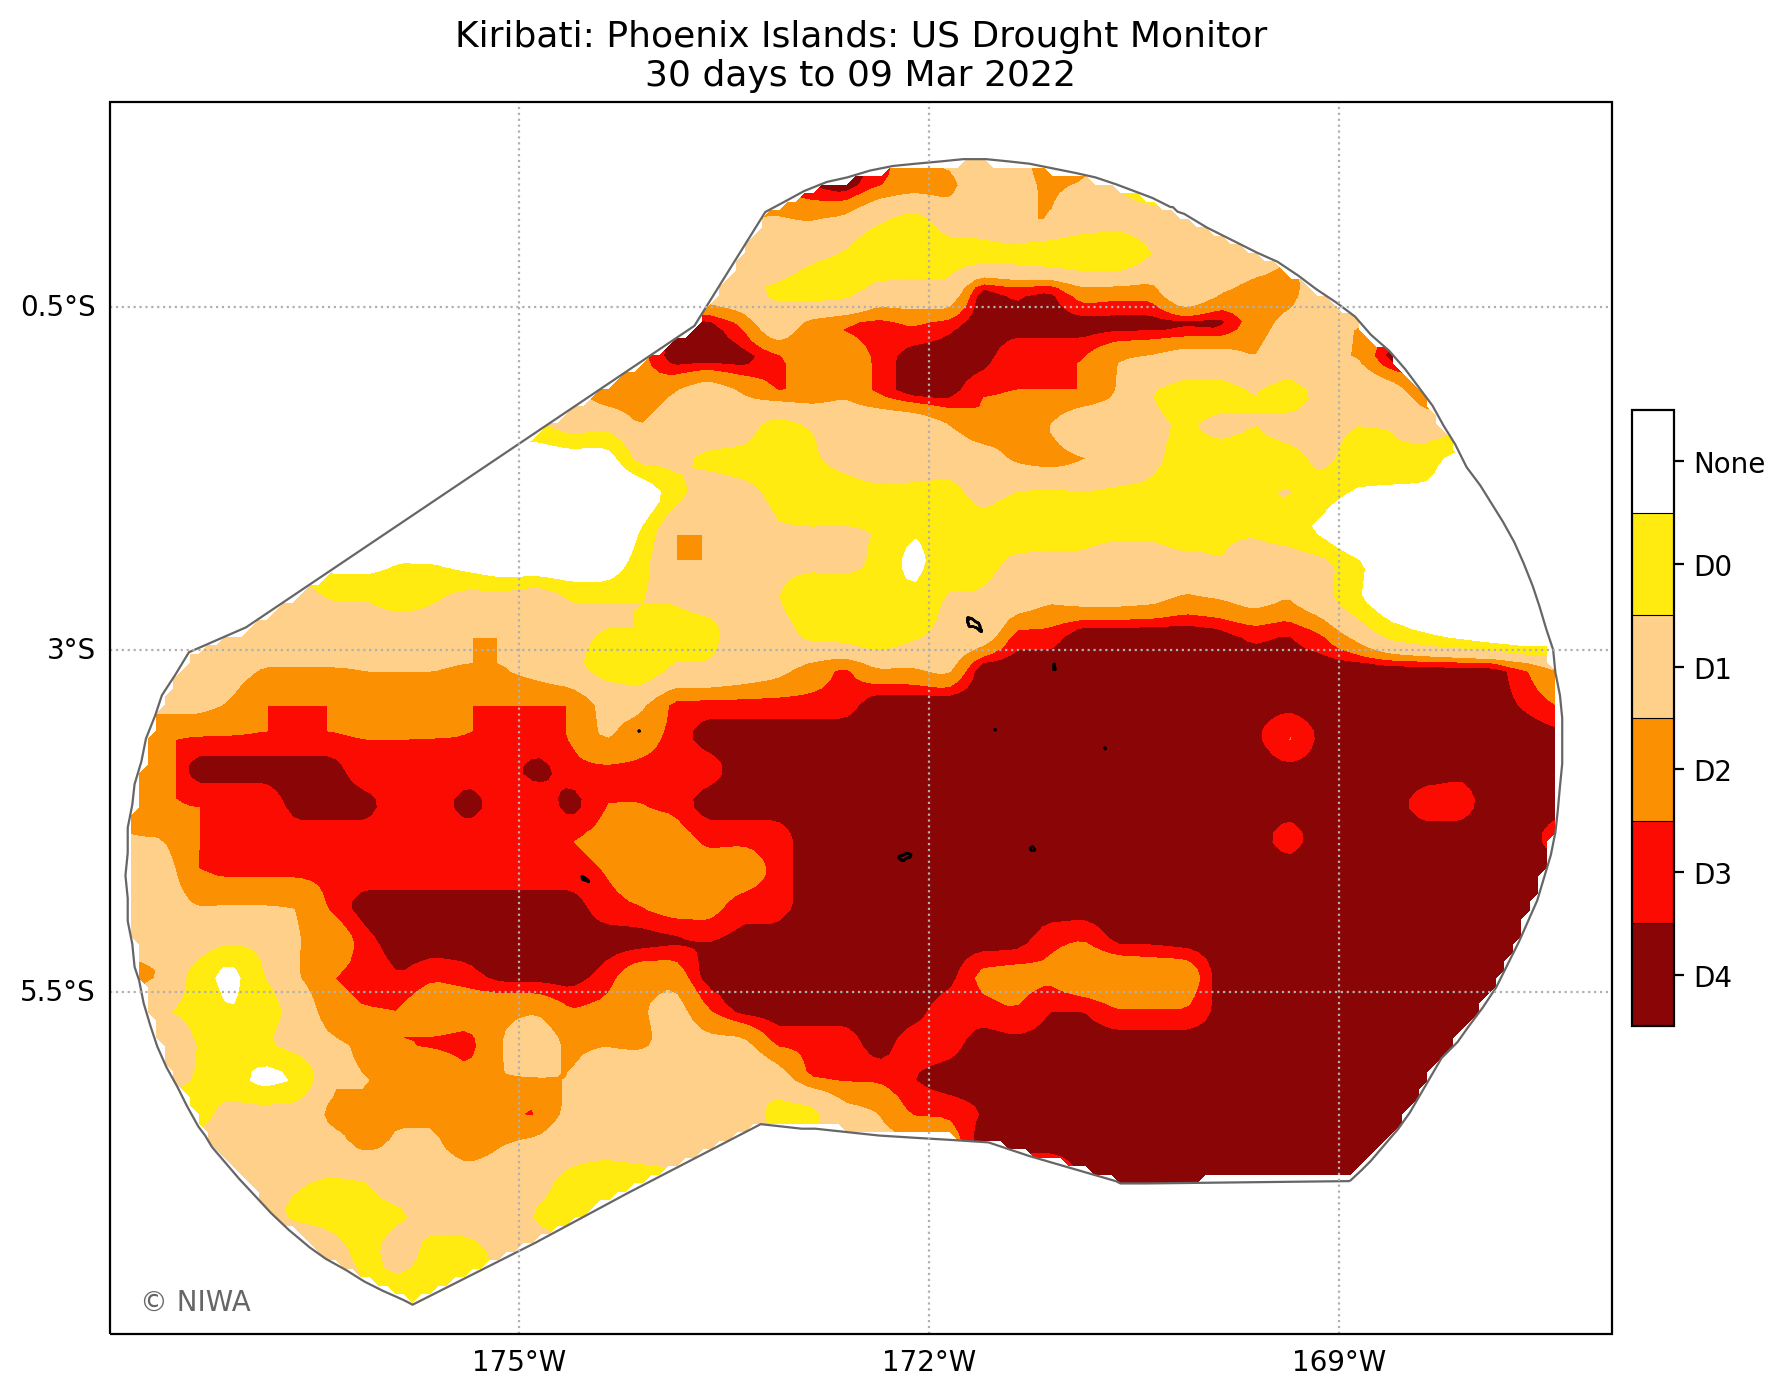 Kiribati: Phoenix Islands: US Drought Monitor
30 days to 09 Mar 2022
0.5°S
3°S
5.5°S
175°W
172°W
169°W
None
D0
D1
D2
D3
D4
© NIWA